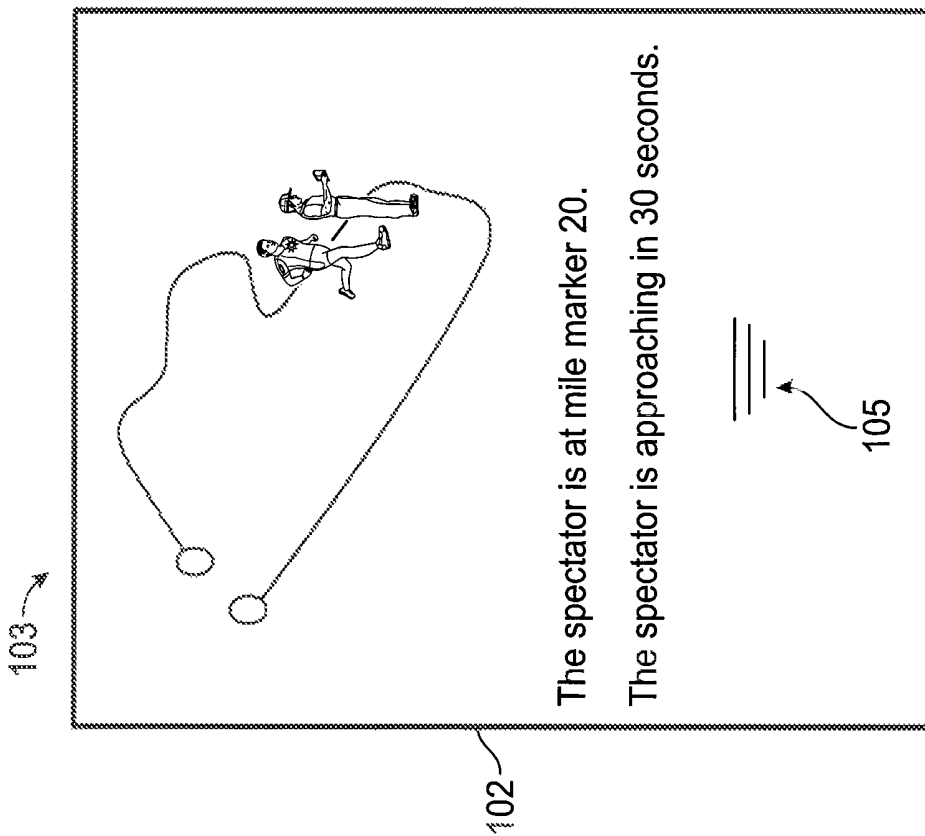 103
The spectator is at mile marker 20.
The spectator is approaching in 30 seconds.
105
102